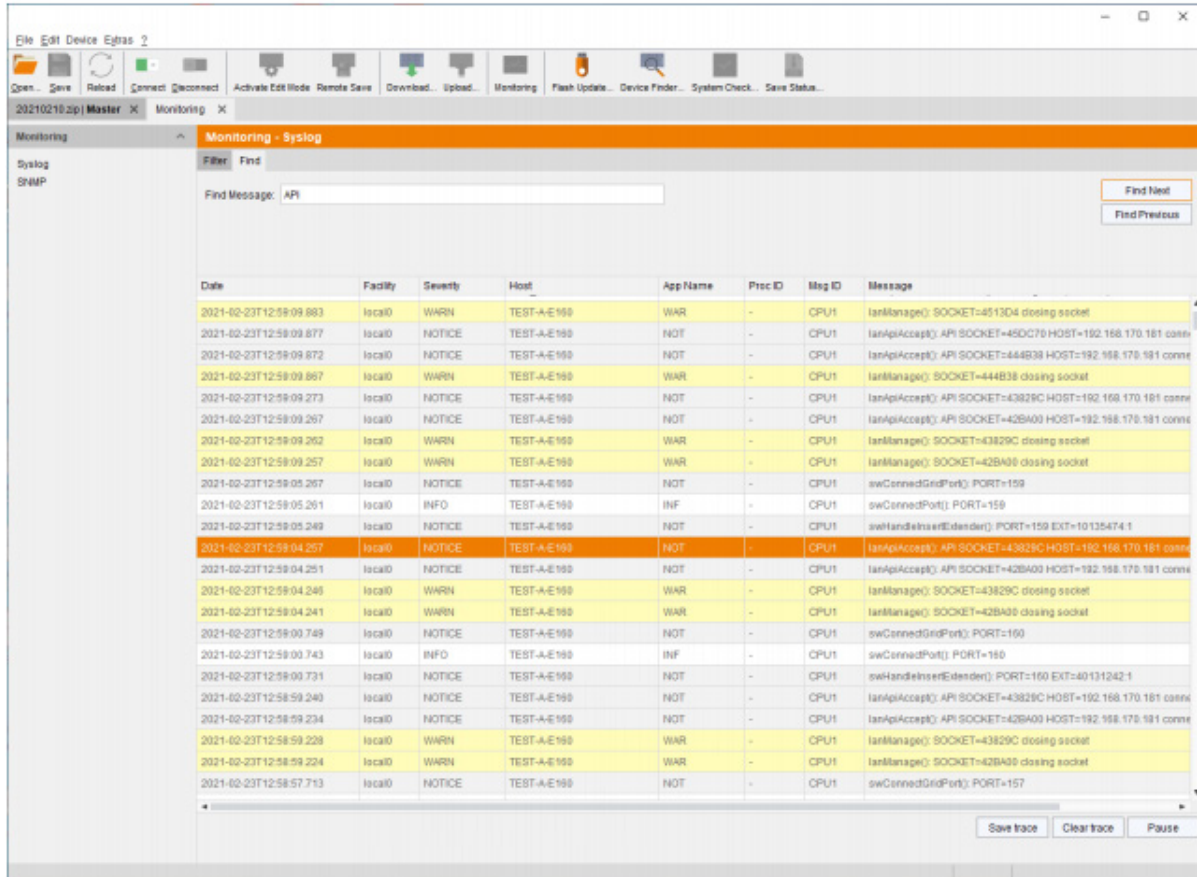 File Edit Device Extras ?
Open... Save Reload Connect Disconnect Activate Edit Mode Remote Save Download... Upload... Monitoring Flash Update... Device Finder... System Check... Save Status...
20210210.zip | Master Monitoring
Monitoring
Syslog
SNMP
Monitoring - Syslog
Filter Find
Find Message: API
Find Next
Find Previous
Date Facility Severity Host App Name Proc ID Msg ID Message
2021-02-23T12:59:09.883 local0 WARN TEST-A-E160 WAR - CPU1 lanManage(): SOCKET=4513D4 closing socket
2021-02-23T12:59:09.877 local0 NOTICE TEST-A-E160 NOT - CPU1 lanApiAccept(): API SOCKET=45DC70 HOST=192.168.170.181 conne
2021-02-23T12:59:09.872 local0 NOTICE TEST-A-E160 NOT - CPU1 lanApiAccept(): API SOCKET=444B38 HOST=192.168.170.181 conne
2021-02-23T12:59:09.867 local0 WARN TEST-A-E160 WAR - CPU1 lanManage(): SOCKET=444B38 closing socket
2021-02-23T12:59:09.273 local0 NOTICE TEST-A-E160 NOT - CPU1 lanApiAccept(): API SOCKET=43829C HOST=192.168.170.181 conne
2021-02-23T12:59:09.267 local0 NOTICE TEST-A-E160 NOT - CPU1 lanApiAccept(): API SOCKET=42BA00 HOST=192.168.170.181 conne
2021-02-23T12:59:09.262 local0 WARN TEST-A-E160 WAR - CPU1 lanManage(): SOCKET=43829C closing socket
2021-02-23T12:59:09.257 local0 WARN TEST-A-E160 WAR - CPU1 lanManage(): SOCKET=42BA00 closing socket
2021-02-23T12:59:05.267 local0 NOTICE TEST-A-E160 NOT - CPU1 swConnectGridPort(): PORT=159
2021-02-23T12:59:05.261 local0 INFO TEST-A-E160 INF - CPU1 swConnectPort(): PORT=159
2021-02-23T12:59:05.249 local0 NOTICE TEST-A-E160 NOT - CPU1 swHandleInsertExtender(): PORT=159 EXT=10135474:1
2021-02-23T12:59:04.257 local0 NOTICE TEST-A-E160 NOT - CPU1 lanApiAccept(): API SOCKET=43829C HOST=192.168.170.181 conne
2021-02-23T12:59:04.251 local0 NOTICE TEST-A-E160 NOT - CPU1 lanApiAccept(): API SOCKET=42BA00 HOST=192.168.170.181 conne
2021-02-23T12:59:04.246 local0 WARN TEST-A-E160 WAR - CPU1 lanManage(): SOCKET=43829C closing socket
2021-02-23T12:59:04.241 local0 WARN TEST-A-E160 WAR - CPU1 lanManage(): SOCKET=42BA00 closing socket
2021-02-23T12:59:00.749 local0 NOTICE TEST-A-E160 NOT - CPU1 swConnectGridPort(): PORT=160
2021-02-23T12:59:00.743 local0 INFO TEST-A-E160 INF - CPU1 swConnectPort(): PORT=160
2021-02-23T12:59:00.731 local0 NOTICE TEST-A-E160 NOT - CPU1 swHandleInsertExtender(): PORT=160 EXT=40131242:1
2021-02-23T12:58:59.240 local0 NOTICE TEST-A-E160 NOT - CPU1 lanApiAccept(): API SOCKET=43829C HOST=192.168.170.181 conne
2021-02-23T12:58:59.234 local0 NOTICE TEST-A-E160 NOT - CPU1 lanApiAccept(): API SOCKET=42BA00 HOST=192.168.170.181 conne
2021-02-23T12:58:59.228 local0 WARN TEST-A-E160 WAR - CPU1 lanManage(): SOCKET=43829C closing socket
2021-02-23T12:58:59.224 local0 WARN TEST-A-E160 WAR - CPU1 lanManage(): SOCKET=42BA00 closing socket
2021-02-23T12:58:57.713 local0 NOTICE TEST-A-E160 NOT - CPU1 swConnectGridPort(): PORT=157
Save trace Clear trace Pause